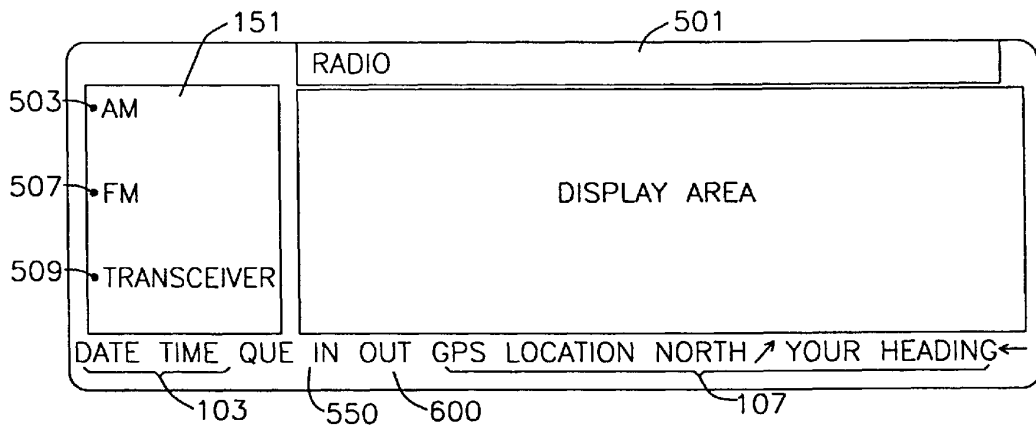 151
501
RADIO
503 AM
507 FM
DISPLAY AREA
509 TRANSCEIVER
DATE TIME QUE IN OUT GPS LOCATION NORTH ↗ YOUR HEADING ←
103 550 600 107